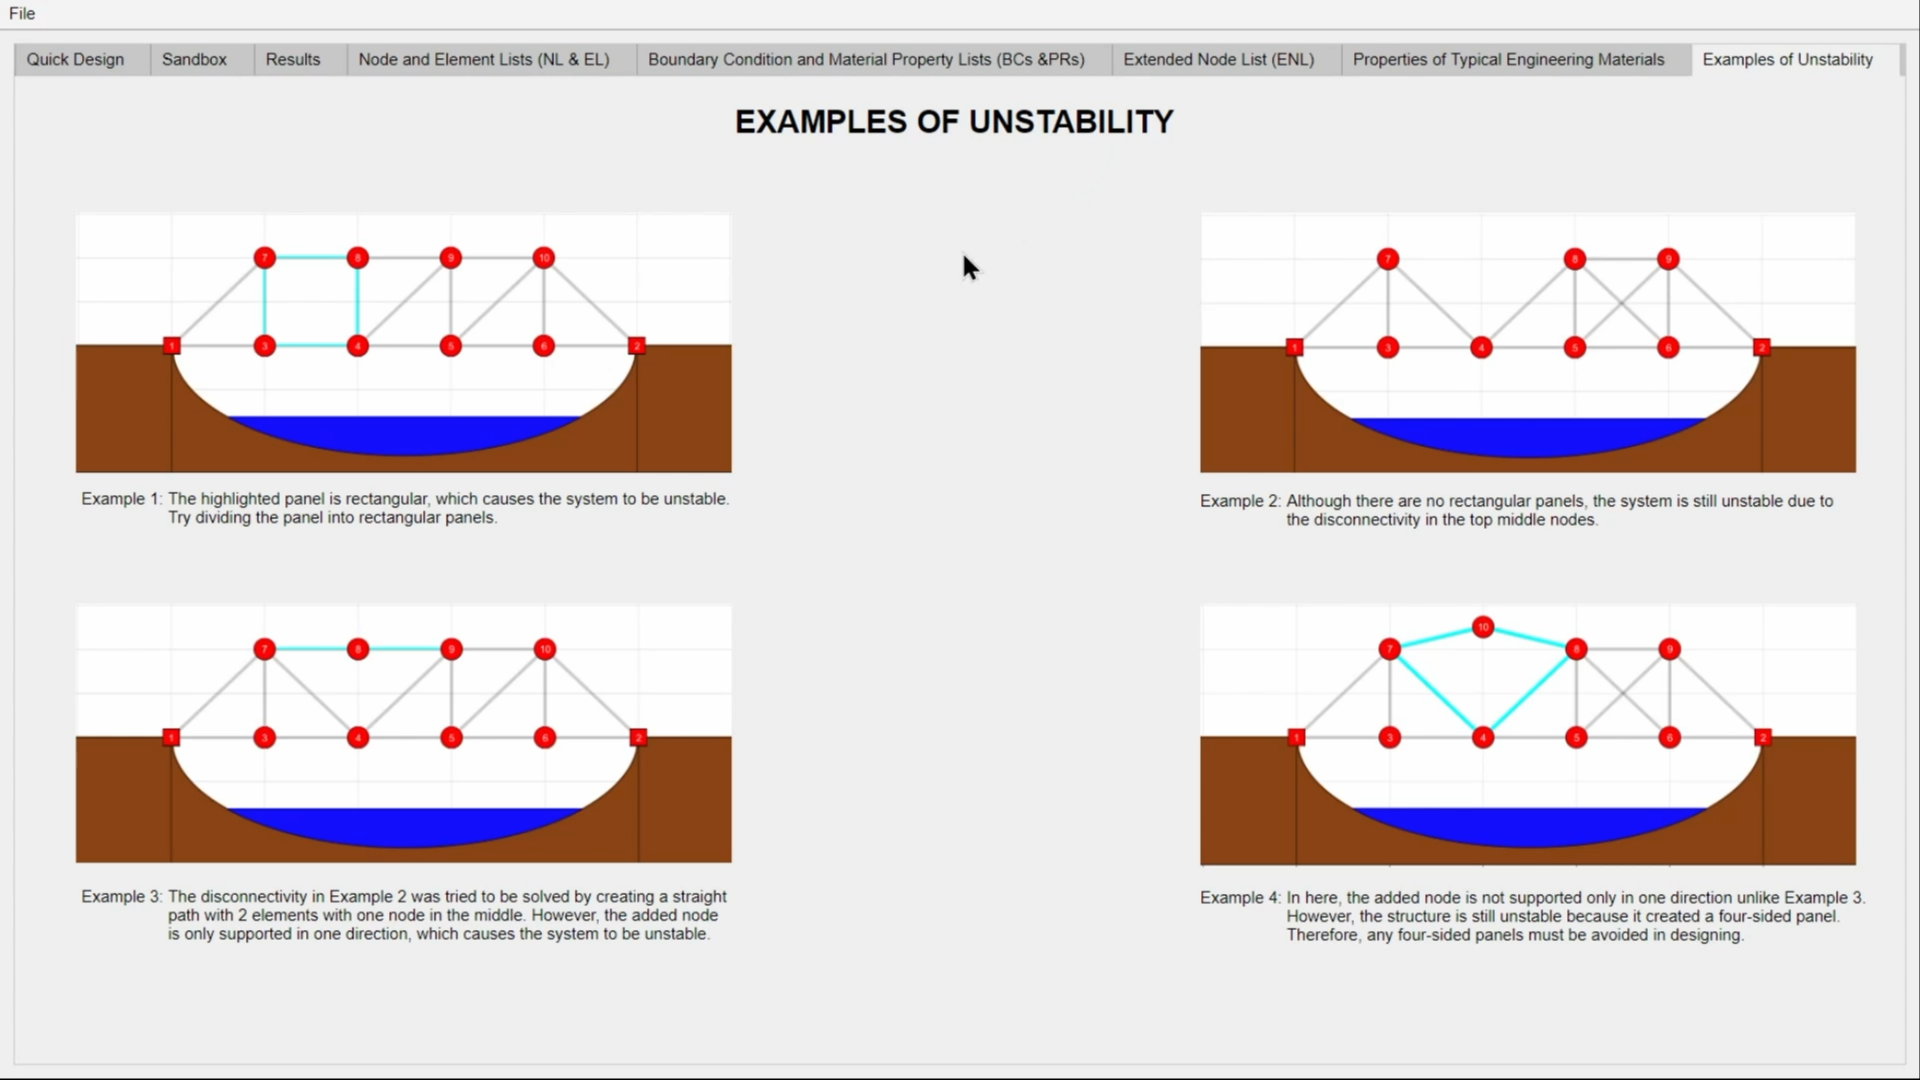 File
Quick Design Sandbox Results Node and Element Lists (NL & EL) Boundary Condition and Material Property Lists (BCs &PRs) Extended Node List (ENL) Properties of Typical Engineering Materials Examples of Unstability
EXAMPLES OF UNSTABILITY
7 8 9 10
1 3 4 5 6 2
Example 1: The highlighted panel is rectangular, which causes the system to be unstable.
Try dividing the panel into rectangular panels.
7 8 9
1 3 4 5 6 2
Example 2: Although there are no rectangular panels, the system is still unstable due to
the disconnectivity in the top middle nodes.
7 8 9 10
1 3 4 5 6 2
Example 3: The disconnectivity in Example 2 was tried to be solved by creating a straight
path with 2 elements with one node in the middle. However, the added node
is only supported in one direction, which causes the system to be unstable.
10
7 8 9
1 3 4 5 6 2
Example 4: In here, the added node is not supported only in one direction unlike Example 3.
However, the structure is still unstable because it created a four-sided panel.
Therefore, any four-sided panels must be avoided in designing.